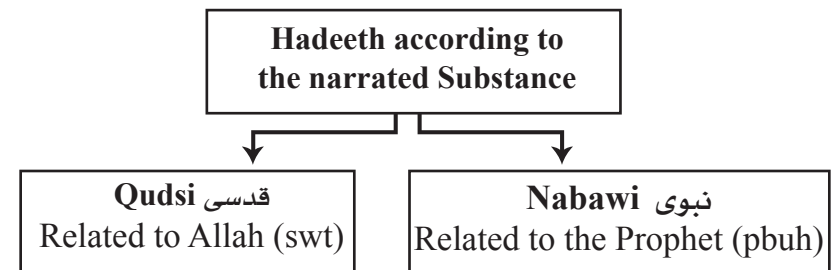 Hadeeth according to
the narrated Substance
Qudsi قدسی
Related to Allah (swt)
Nabawi نبوی
Related to the Prophet (pbuh)